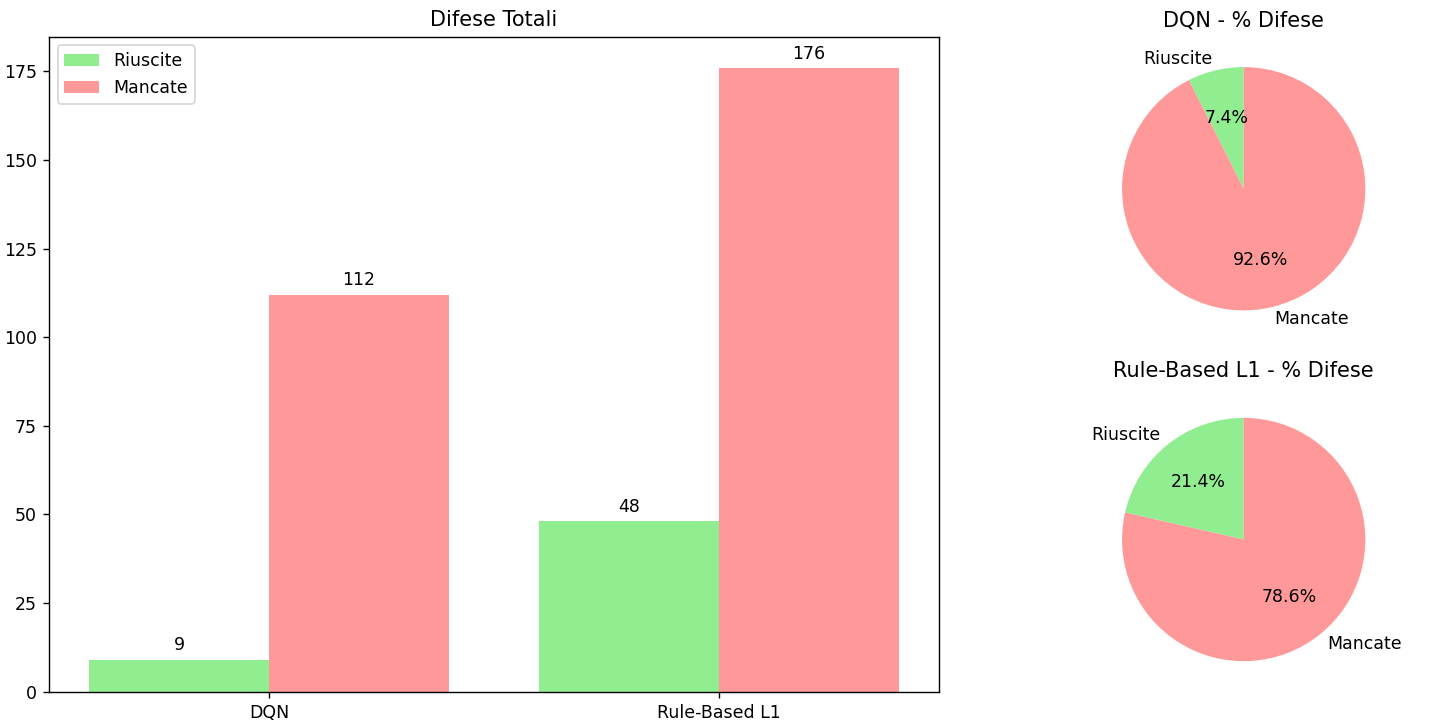 Difese Totali
Riuscite
Mancate
175
150
125
100
75
50
25
0
9
112
48
176
DQN
Rule-Based L1
DQN - % Difese
Riuscite
7.4%
92.6%
Mancate
Rule-Based L1 - % Difese
Riuscite
21.4%
78.6%
Mancate